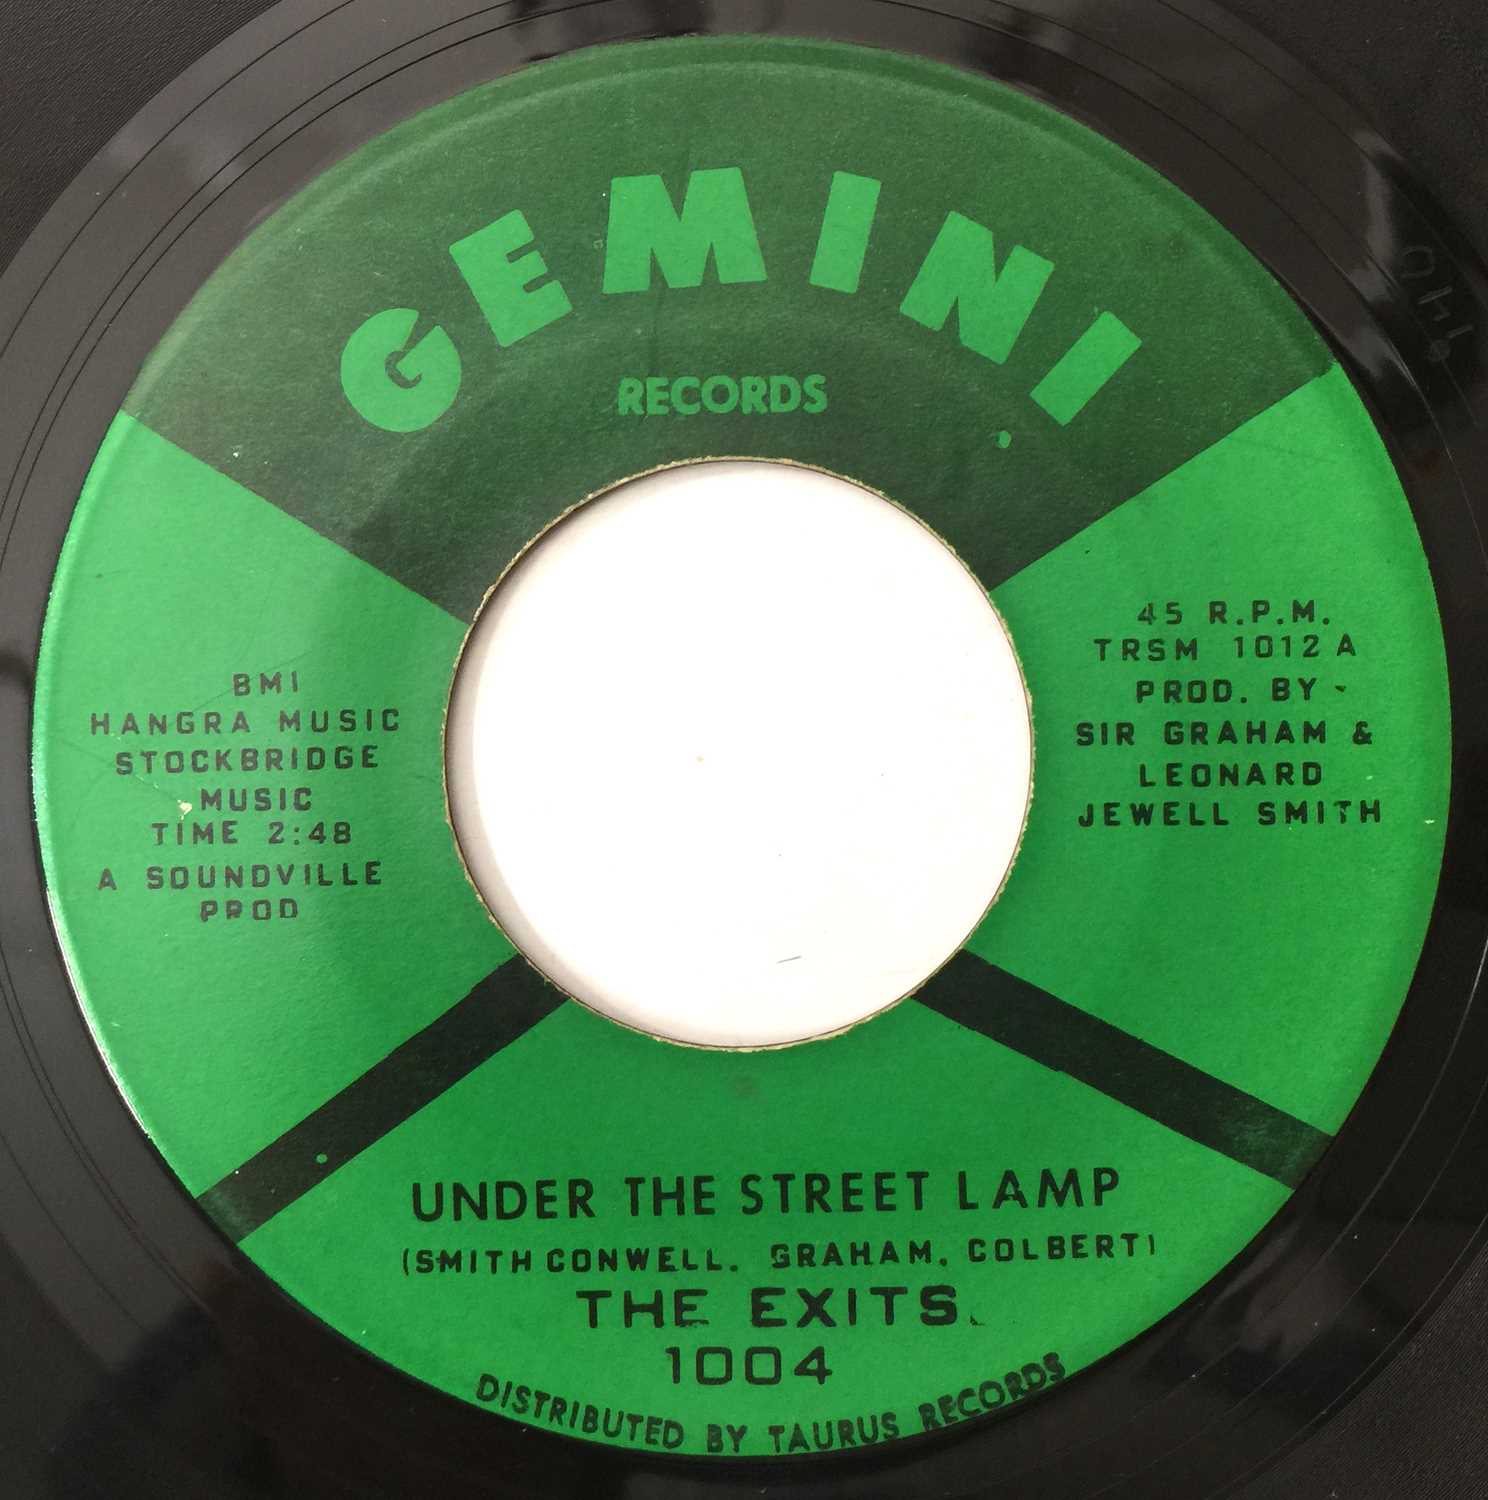 GEMINI
RECORDS
BMI
HANGRA MUSIC
STOCKBRIDGE
MUSIC
TIME 2:48
A SOUNDVILLE
PROD
45 R.P.M.
TRSM 1012 A
PROD. BY -
SIR GRAHAM &
LEONARD
JEWELL SMITH
UNDER THE STREET LAMP
(SMITH CONWELL. GRAHAM. COLBERT)
THE EXITS
1004
DISTRIBUTED BY TAURUS RECORDS